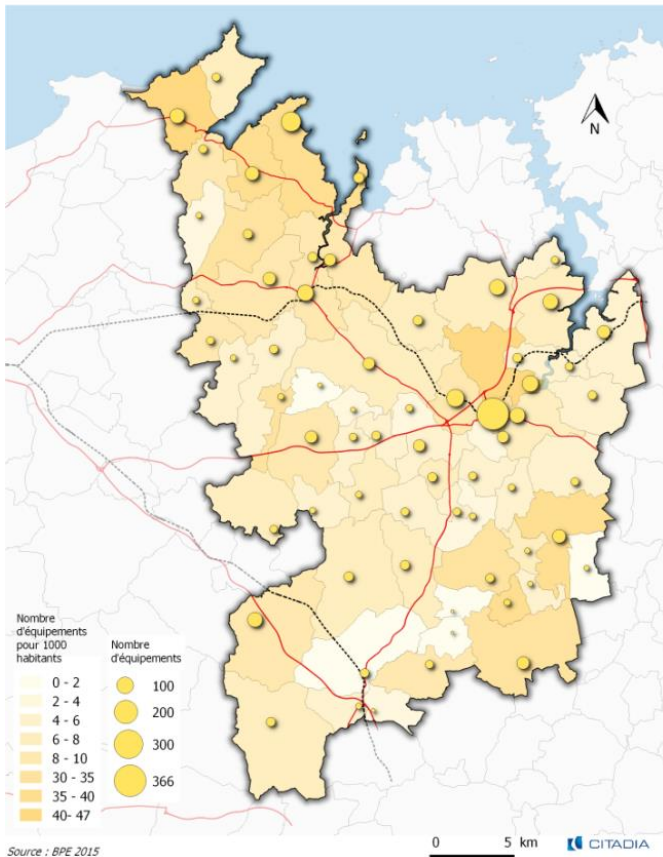 N
Nombre
d'équipements
pour 1000
habitants
0 - 2
2 - 4
4 - 6
6 - 8
8 - 10
30 - 35
35 - 40
40- 47
Nombre
d'équipements
100
200
300
366
Source : BPE 2015
0 5 km
CITADIA